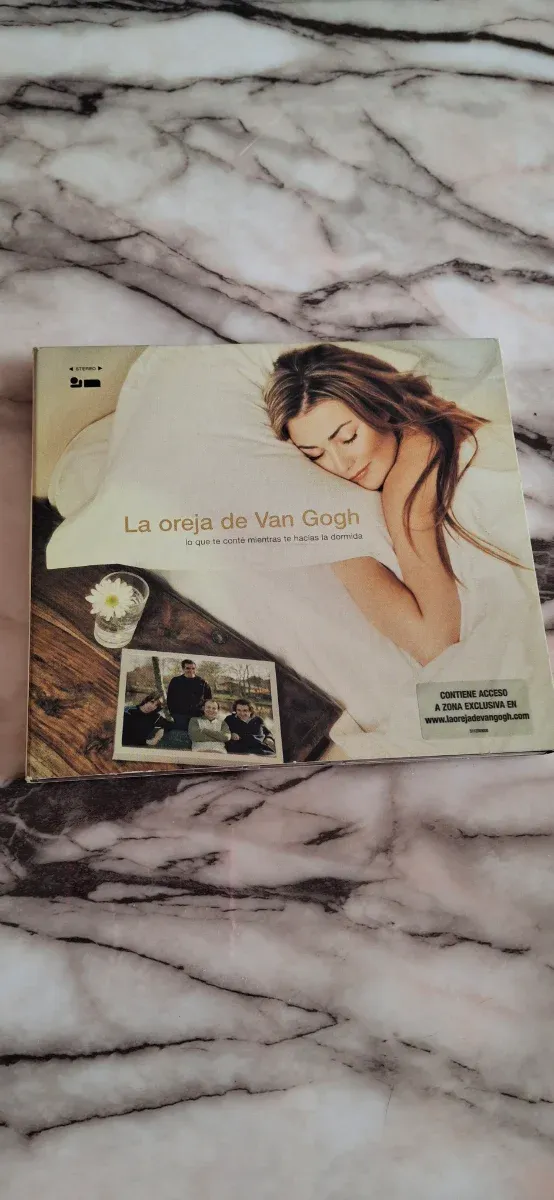 ◄ STEREO ►
La oreja de Van Gogh
lo que te conté mientras te hacías la dormida
CONTIENE ACCESO
A ZONA EXCLUSIVA EN
www.laorejadevangogh.com